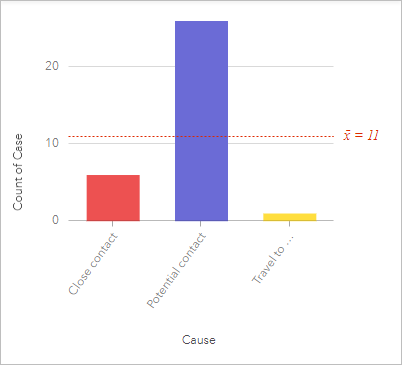 20
10
0
x̄ = 11
Count of Case
Close contact
Potential contact
Travel to ...
Cause